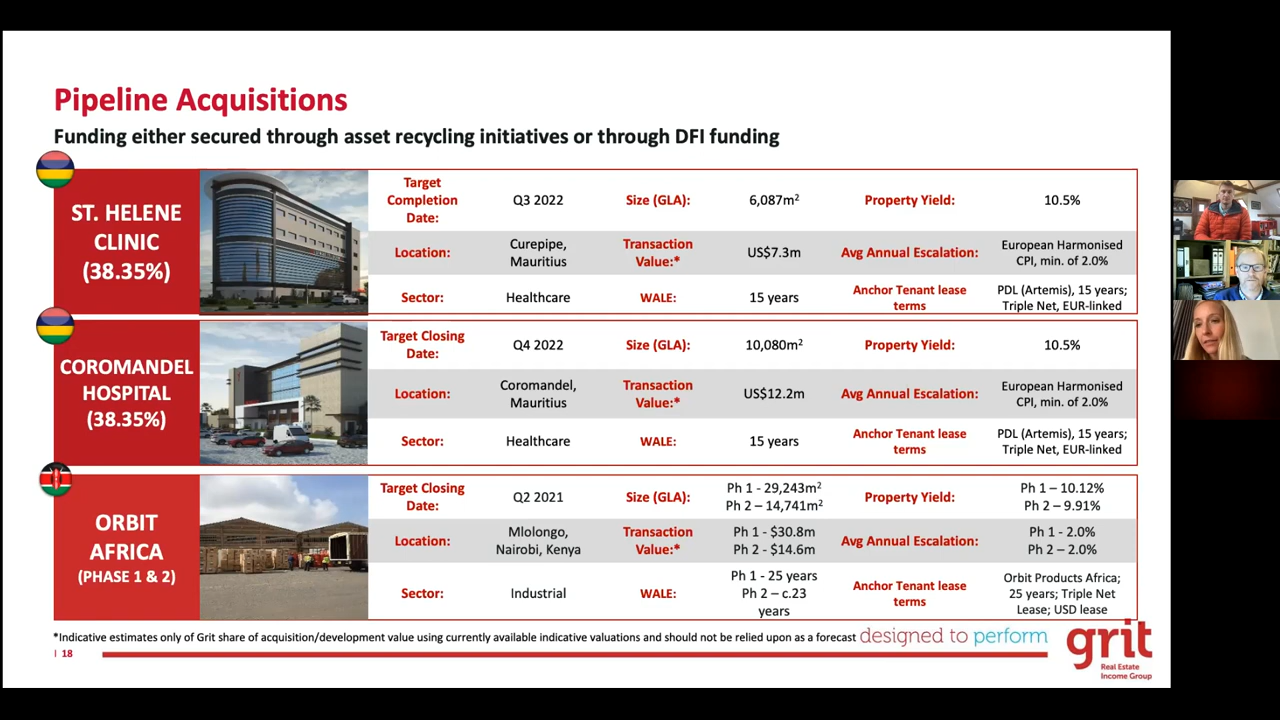 Pipeline Acquisitions
Funding either secured through asset recycling initiatives or through DFI funding
ST. HELENE
CLINIC
(38.35%)
Target
Completion
Date:
Q3 2022
Size (GLA):
6,087m²
Property Yield:
10.5%
Location:
Curepipe,
Mauritius
Transaction
Value:*
US$7.3m
Avg Annual Escalation:
European Harmonised
CPI, min. of 2.0%
Sector:
Healthcare
WALE:
15 years
Anchor Tenant lease
terms
PDL (Artemis), 15 years;
Triple Net, EUR-linked
COROMANDEL
HOSPITAL
(38.35%)
Target Closing
Date:
Q4 2022
Size (GLA):
10,080m²
Property Yield:
10.5%
Location:
Coromandel,
Mauritius
Transaction
Value:*
US$12.2m
Avg Annual Escalation:
European Harmonised
CPI, min. of 2.0%
Sector:
Healthcare
WALE:
15 years
Anchor Tenant lease
terms
PDL (Artemis), 15 years;
Triple Net, EUR-linked
ORBIT
AFRICA
(PHASE 1 & 2)
Target Closing
Date:
Q2 2021
Size (GLA):
Ph 1 - 29,243m²
Ph 2 – 14,741m²
Property Yield:
Ph 1 – 10.12%
Ph 2 – 9.91%
Location:
Mlolongo,
Nairobi, Kenya
Transaction
Value:*
Ph 1 - $30.8m
Ph 2 - $14.6m
Avg Annual Escalation:
Ph 1 - 2.0%
Ph 2 – 2.0%
Sector:
Industrial
WALE:
Ph 1 - 25 years
Ph 2 – c.23
years
Anchor Tenant lease
terms
Orbit Products Africa;
25 years; Triple Net
Lease; USD lease
*Indicative estimates only of Grit share of acquisition/development value using currently available indicative valuations and should not be relied upon as a forecast
designed to perform
grit
Real Estate
Income Group
| 18